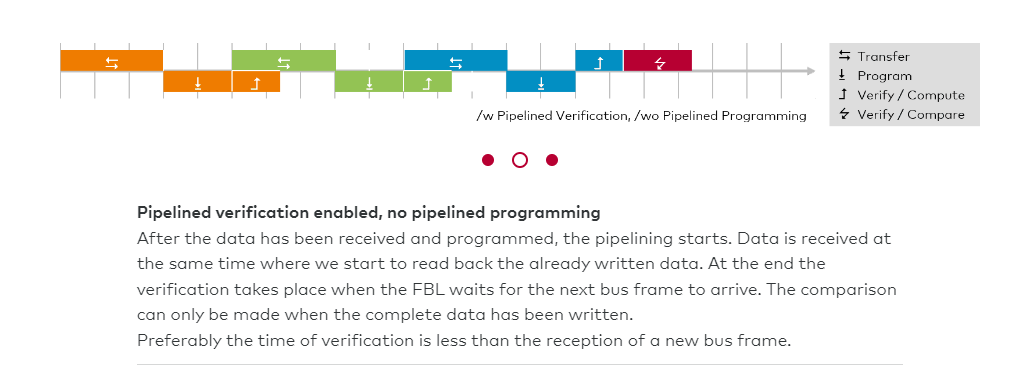 Transfer
Program
Verify / Compute
Verify / Compare
/w Pipelined Verification, /wo Pipelined Programming
Pipelined verification enabled, no pipelined programming
After the data has been received and programmed, the pipelining starts. Data is received at
the same time where we start to read back the already written data. At the end the
verification takes place when the FBL waits for the next bus frame to arrive. The comparison
can only be made when the complete data has been written.
Preferably the time of verification is less than the reception of a new bus frame.